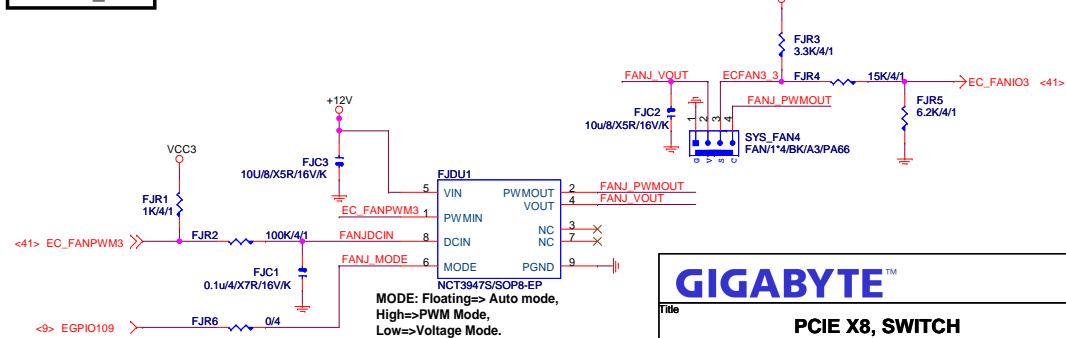 FJR3
3.3K/4/1
FANJ_VOUT
ECFAN3_3
FJR4
15K/4/1
EC_FANIO3 <41>
FJC2
10u/8/X5R/16V/K
FANJ_PWMOUT
FJR5
6.2K/4/1
1
2
3
4
SYS_FAN4
FAN/1*4/BK/A3/PA66
G
V
S
C
+12V
VCC3
FJC3
10U/8/X5R/16V/K
FJDU1
FJR1
1K/4/1
5 VIN
PWMOUT 2 FANJ_PWMOUT
VOUT 4 FANJ_VOUT
EC_FANPWM3 1 PWMIN
NC 3
<41> EC_FANPWM3
FJR2
100K/4/1
FANJDCIN 8 DCIN
NC 7
FJC1
0.1u/4/X7R/16V/K
FANJ_MODE 6 MODE
PGND 9
NCT3947S/SOP8-EP
MODE: Floating=> Auto mode,
High=>PWM Mode,
Low=>Voltage Mode.
<9> EGPIO109
FJR6
0/4
GIGABYTE™
Title
PCIE X8, SWITCH